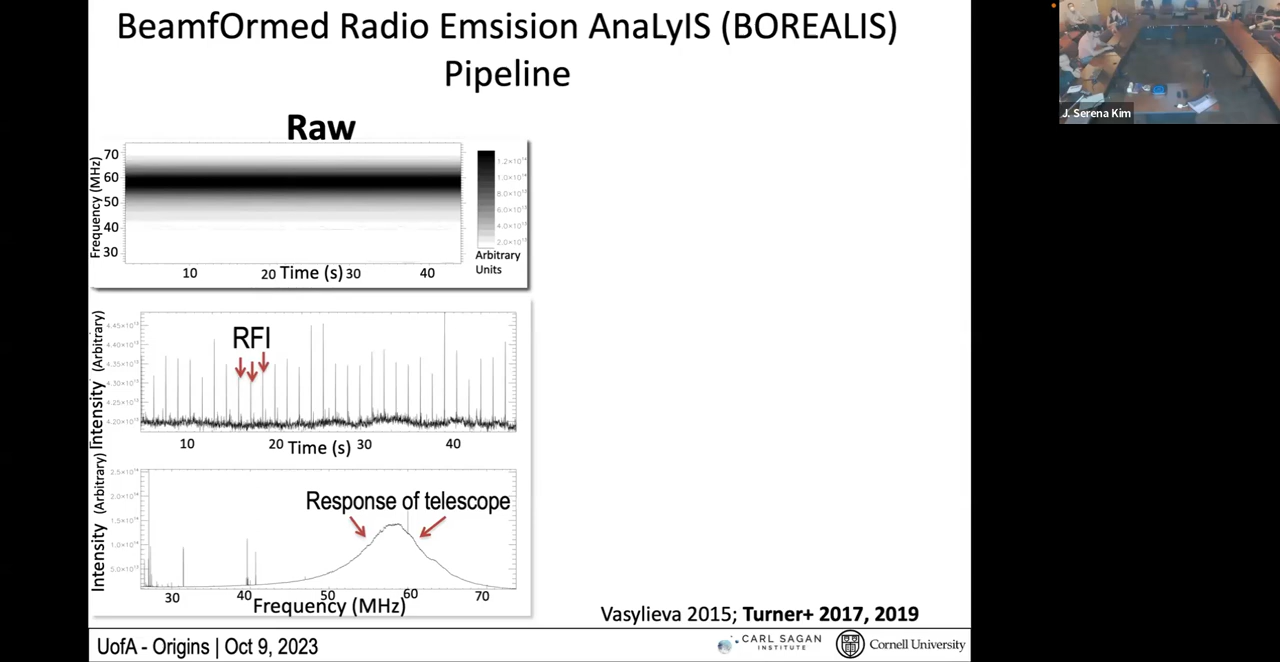 BeamfOrmed Radio Emsision AnaLyIS (BOREALIS)
Pipeline
Raw
Frequency (MHz)
70
60
50
40
30
10
20
Time (s)
30
40
Arbitrary
Units
Intensity (Arbitrary)
RFI
10
20
Time (s)
30
40
Intensity (Arbitrary)
Response of telescope
30
40
50
60
70
Frequency (MHz)
Vasylieva 2015; Turner+ 2017, 2019
UofA - Origins | Oct 9, 2023
CARL SAGAN
INSTITUTE
Cornell University
J. Serena Kim